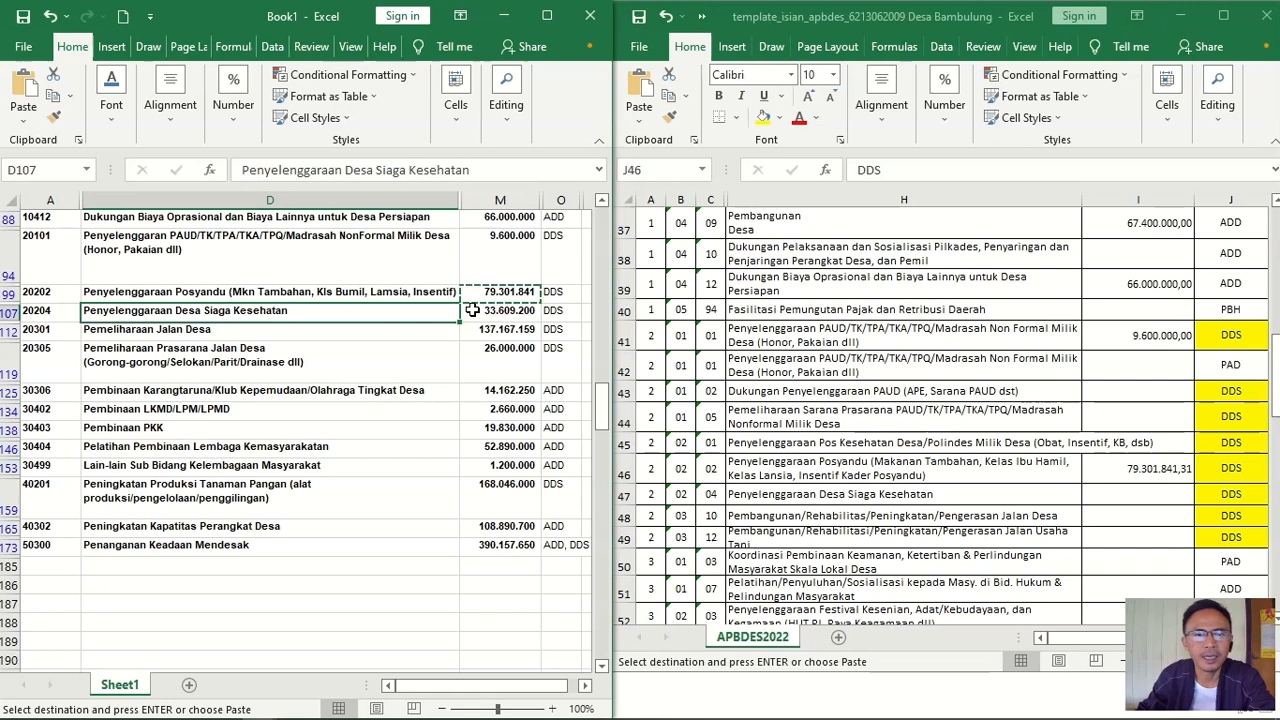 Book1 - Excel
Sign in
File
Home
Insert
Draw
Page La
Formul
Data
Review
View
Help
Tell me
Share
Paste
Font
Alignment
Number
Conditional Formatting
Format as Table
Cell Styles
Cells
Editing
Clipboard
Styles
D107
fx
Penyelenggaraan Desa Siaga Kesehatan
A D M O
88 10412 Dukungan Biaya Oprasional dan Biaya Lainnya untuk Desa Persiapan 66.000.000 ADD
20101 Penyelenggaran PAUD/TK/TPA/TKA/TPQ/Madrasah NonFormal Milik Desa 9.600.000 DDS
(Honor, Pakaian dll)
94
99 20202 Penyelenggaraan Posyandu (Mkn Tambahan, Kls Bumil, Lamsia, Insentif) 79.301.841 DDS
107 20204 Penyelenggaraan Desa Siaga Kesehatan 33.609.200 DDS
112 20301 Pemeliharaan Jalan Desa 137.167.159 DDS
20305 Pemeliharaan Prasarana Jalan Desa 26.000.000 DDS
(Gorong-gorong/Selokan/Parit/Drainase dll)
119
125 30306 Pembinaan Karangtaruna/Klub Kepemudaan/Olahraga Tingkat Desa 14.162.250 ADD
134 30402 Pembinaan LKMD/LPM/LPMD 2.660.000 ADD
138 30403 Pembinaan PKK 19.830.000 ADD
146 30404 Pelatihan Pembinaan Lembaga Kemasyarakatan 52.890.000 ADD
153 30499 Lain-lain Sub Bidang Kelembagaan Masyarakat 1.200.000 ADD
40201 Peningkatan Produksi Tataman Pangan (alat 168.046.000 DDS
produksi/pengelolaan/penggilingan)
159
166 40302 Peningkatan Kapatitas Perangkat Desa 108.890.700 ADD
173 50300 Penanganan Keadaan Mendesak 390.157.650 ADD, DDS
185
186
187
188
189
190
Sheet1
Select destination and press ENTER or choose Paste
100%
template_isian_apbdes_6213062009 Desa Bambulung - Excel
Sign in
File
Home
Insert
Draw
Page Layout
Formulas
Data
Review
View
Help
Tell me
Share
Paste
Calibri
10
B I U
A A
A
Alignment
Number
Conditional Formatting
Format as Table
Cell Styles
Cells
Editing
Clipboard
Font
Styles
J46
fx
DDS
A B C H I J
Pembangunan
37 1 04 09 Desa 67.400.000,00 ADD
Dukungan Pelaksanaan dan Sosialisasi Pilkades, Penyaringan dan
38 1 04 10 Penjaringan Perangkat Desa, dan Pemil ADD
Dukungan Biaya Oprasional dan Biaya Lainnya untuk Desa
39 1 04 12 Persiapan 66.000.000,00 ADD
40 1 05 94 Fasilitasi Pemungutan Pajak dan Retribusi Daerah PBH
Penyelenggaraan PAUD/TK/TPA/TKA/TPQ/Madrasah Non Formal Milik Desa
41 2 01 01 (Honor, Pakaian dll) 9.600.000,00 DDS
Penyelenggaraan PAUD/TK/TPA/TKA/TPQ/Madrasah Non Formal Milik Desa
42 2 01 01 (Honor, Pakaian dll) PAD
43 2 01 02 Dukungan Penyelenggaraan PAUD (APE, Sarana PAUD dst) DDS
Pemeliharaan Sarana Prasarana PAUD/TK/TPA/TKA/TPQ/Madrasah
44 2 01 05 Nonformal Milik Desa DDS
45 2 02 01 Penyelenggaraan Pos Kesehatan Desa/Polindes Milik Desa (Obat, Insentif, KB, dsb) DDS
Penyelenggaraan Posyandu (Makanan Tambahan, Kelas Ibu Hamil,
46 2 02 02 Kelas Lansia, Insentif Kader Posyandu) 79.301.841,31 DDS
47 2 02 04 Penyelenggaraan Desa Siaga Kesehatan DDS
48 2 03 10 Pembangunan/Rehabilitas/Peningkatan/Pengerasan Jalan Desa DDS
49 2 03 12 Pembangunan/Rehabilitasi/Peningkatan/Pengerasan Jalan Usaha DDS
Tani
Koordinasi Pembinaan Keamanan, Ketertiban & Perlindungan
50 3 01 03 Masyarakat Skala Lokal Desa PAD
Pelatihan/Penyuluhan/Sosialisasi kepada Masy. di Bid. Hukum &
51 3 01 07 Pelindungan Masyarakat ADD
Penyelenggaraan Festival Kesenian, Adat/Kebudayaan, dan
52 3 02 03
APBDES2022
Select destination and press ENTER or choose Paste